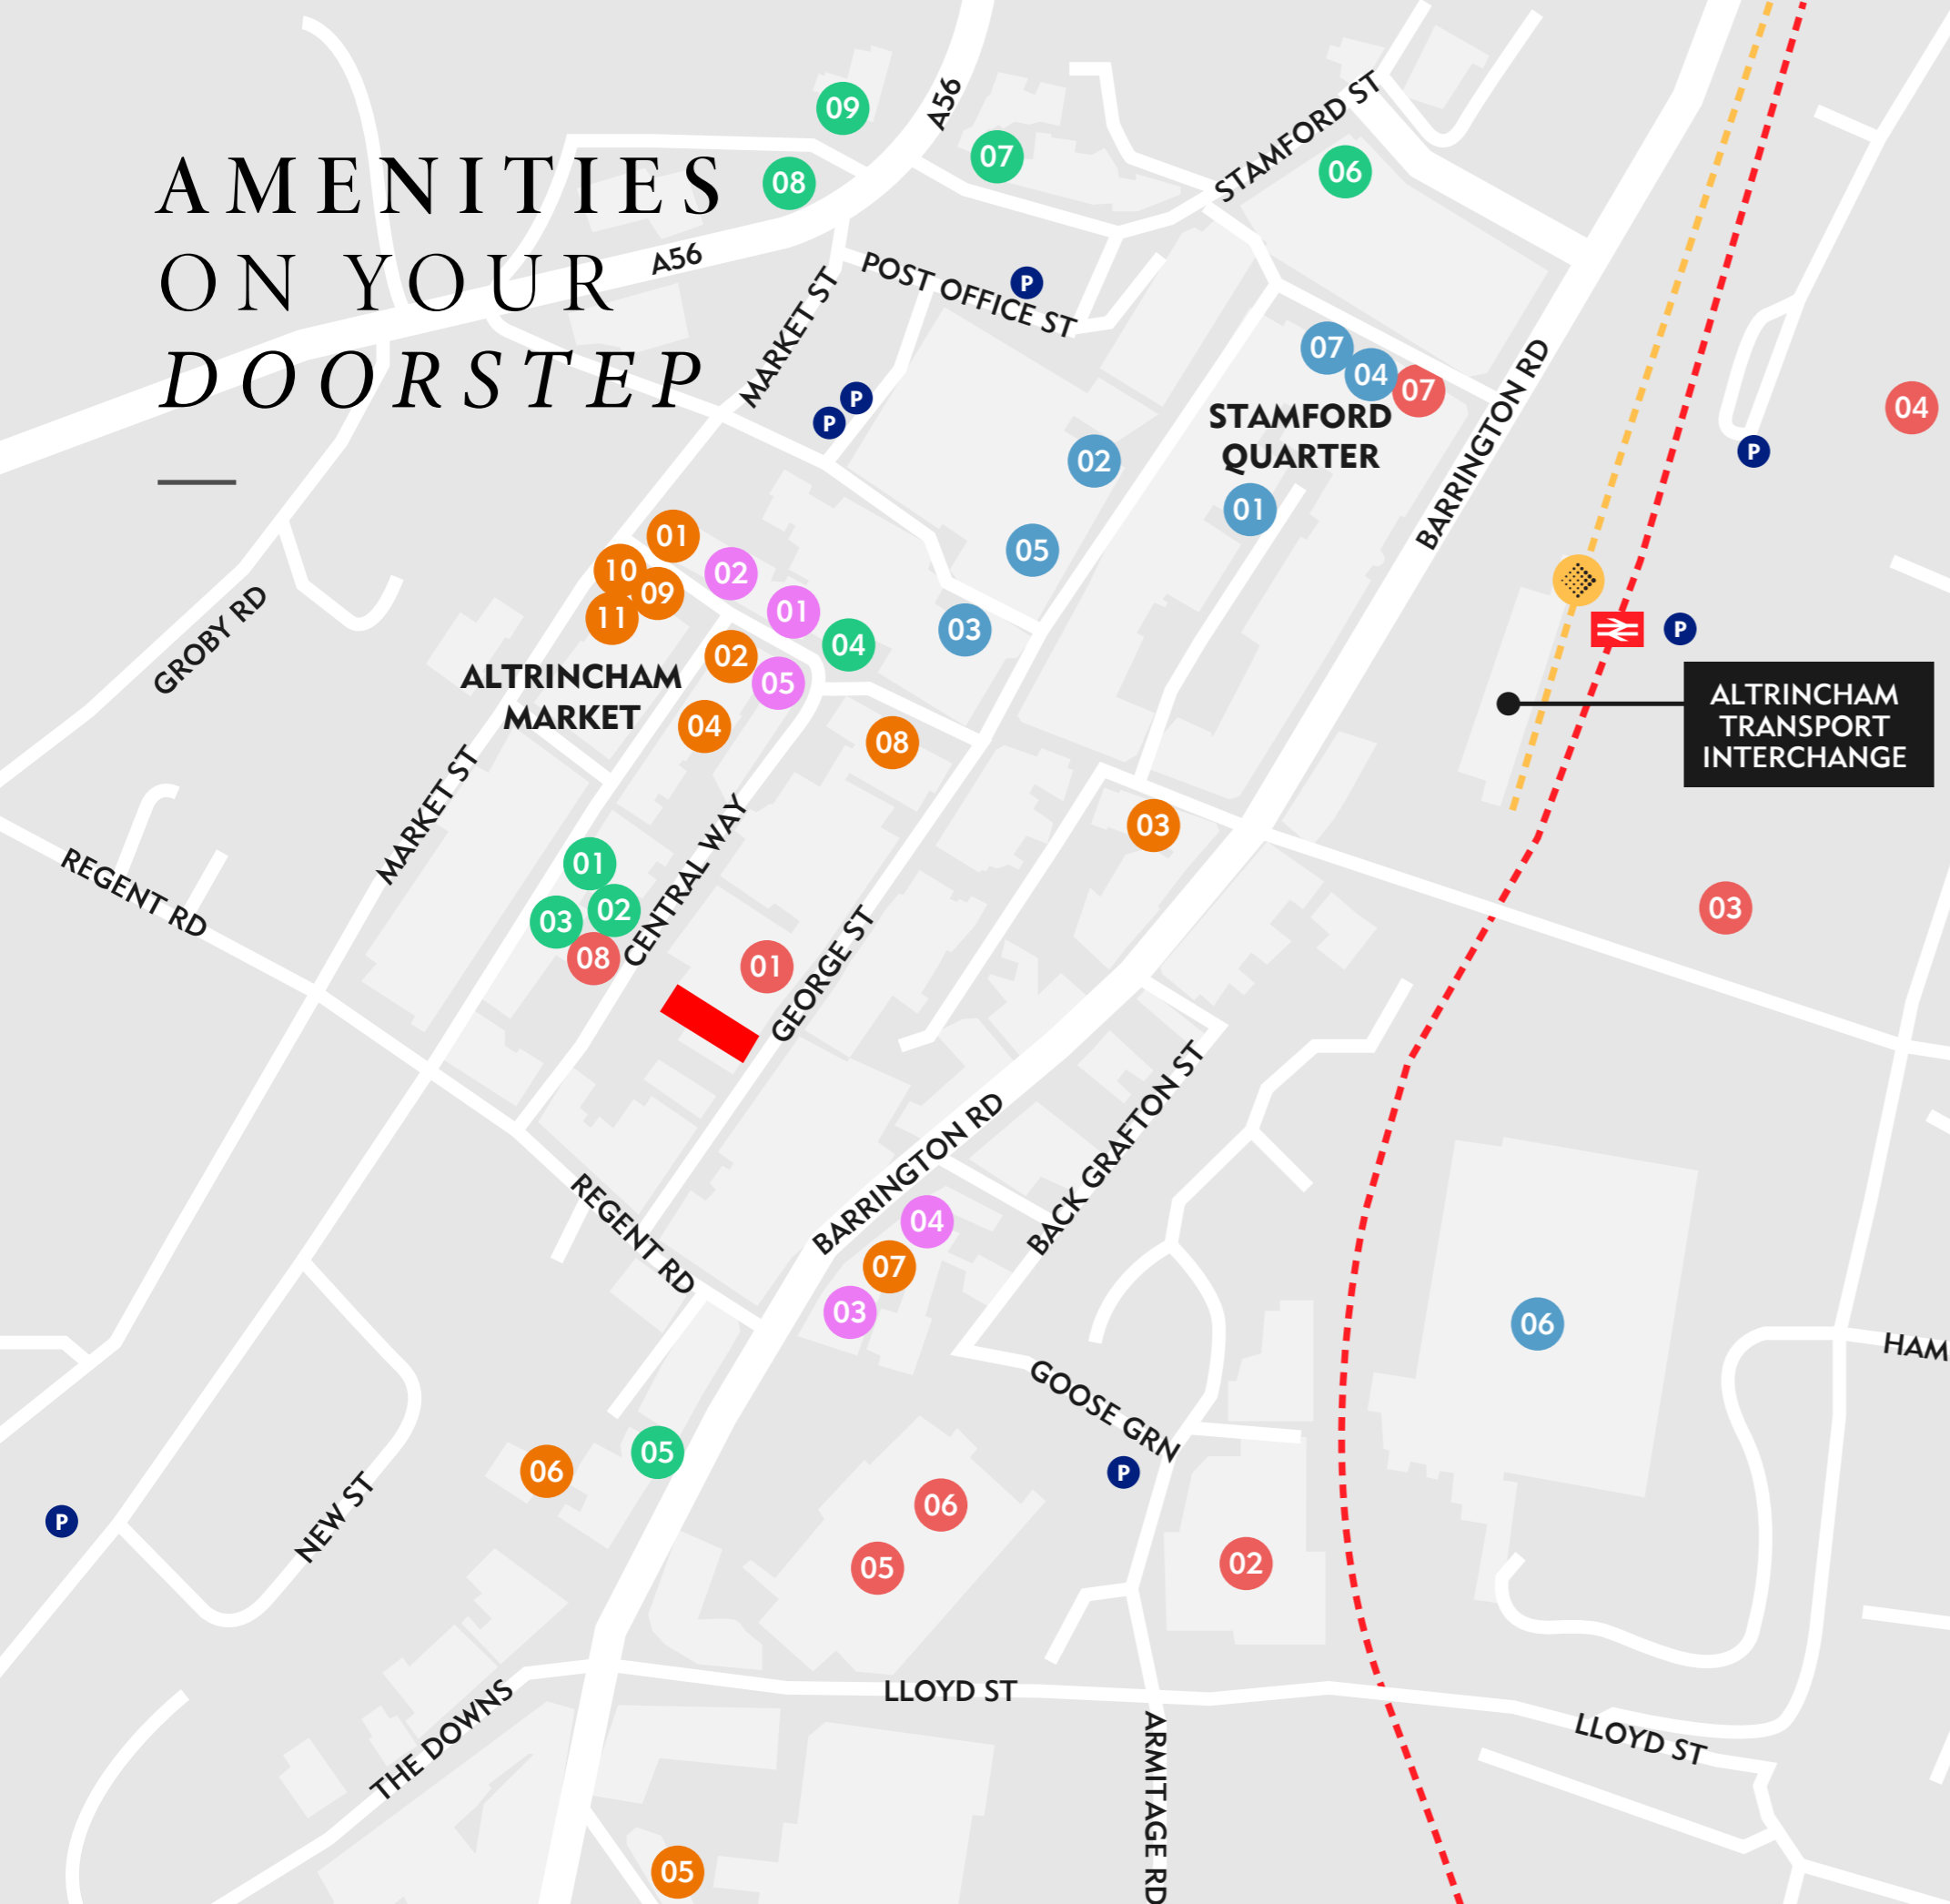 AMENITIES
ON YOUR
DOORSTEP
A56
A56
09
08
07
STAMFORD ST
06
POST OFFICE ST
P
MARKET ST
P
P
07
04
07
STAMFORD
QUARTER
02
01
05
03
BARRINGTON RD
04
P
P
ALTRINCHAM
TRANSPORT
INTERCHANGE
01
10
09
11
02
01
04
02
05
04
08
ALTRINCHAM
MARKET
GROBY RD
MARKET ST
REGENT RD
01
02
03
08
CENTRAL WAY
01
GEORGE ST
03
03
BARRINGTON RD
BACK GRAFTON ST
REGENT RD
04
07
03
GOOSE GRN
P
06
HAM
05
06
06
05
02
NEW ST
P
THE DOWNS
LLOYD ST
LLOYD ST
ARMITAGE RD
05